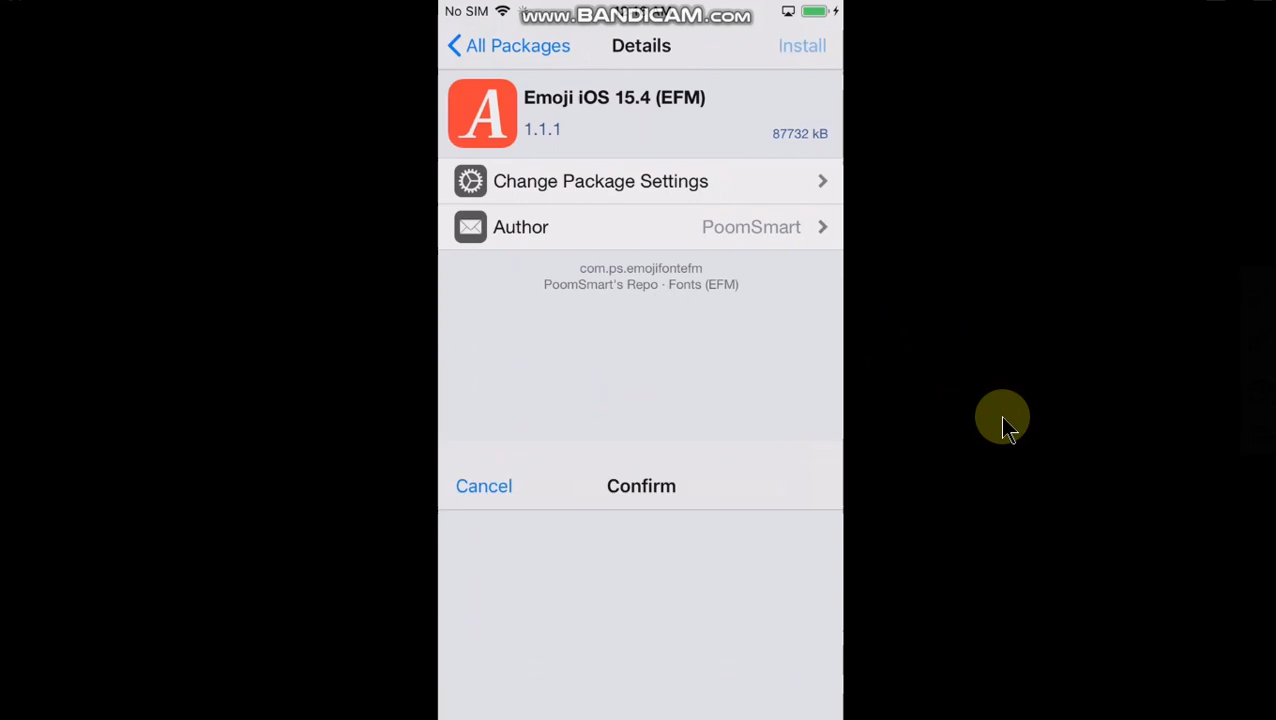 No SIM
www.BANDICAM.com
All Packages Details Install
A
Emoji iOS 15.4 (EFM)
1.1.1
87732 kB
Change Package Settings
Author PoomSmart
com.ps.emojifontefm
PoomSmart's Repo · Fonts (EFM)
Cancel Confirm